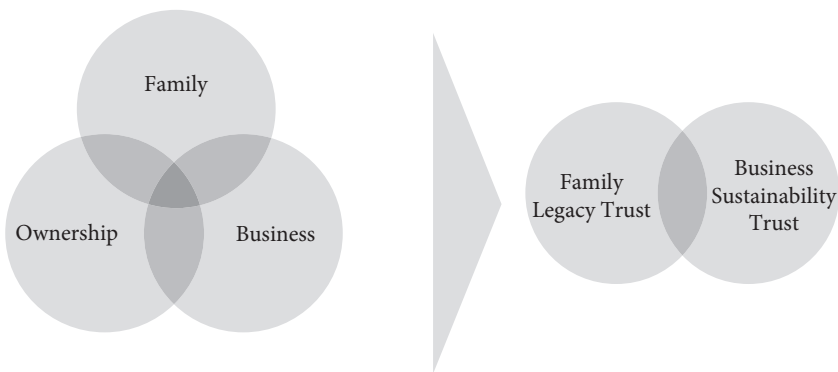 Family
Ownership
Business
Family
Legacy Trust
Business
Sustainability
Trust